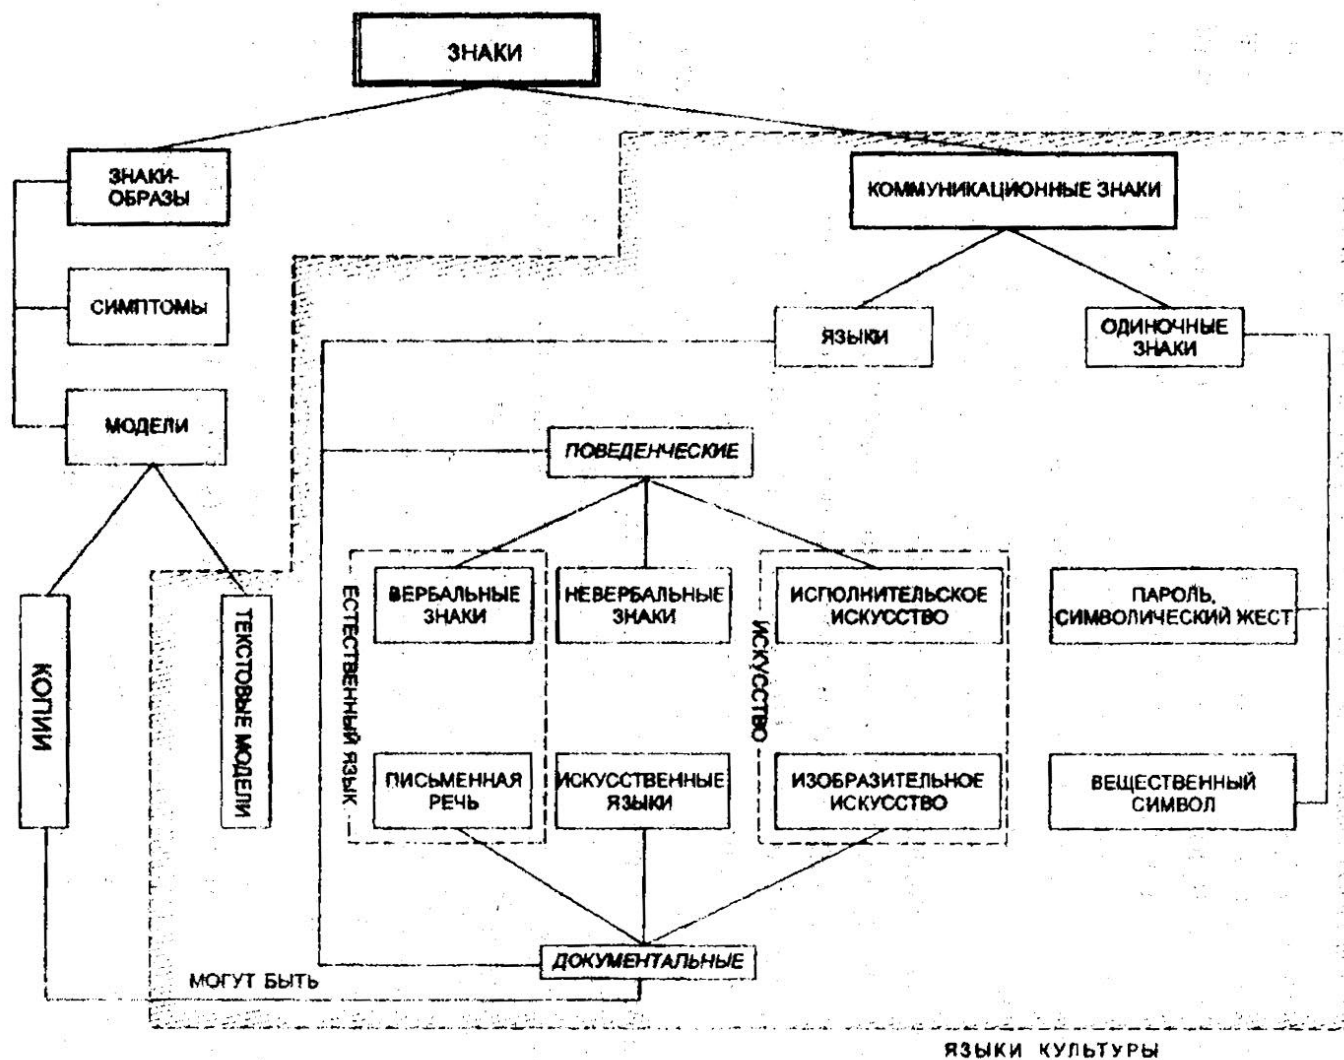 ЗНАКИ
ЗНАКИ-
ОБРАЗЫ
КОММУНИКАЦИОННЫЕ ЗНАКИ
СИМПТОМЫ
ЯЗЫКИ
ОДИНОЧНЫЕ
ЗНАКИ
МОДЕЛИ
ПОВЕДЕНЧЕСКИЕ
КОПИИ
ТЕКСТОВЫЕ МОДЕЛИ
ЕСТЕСТВЕННЫЙ ЯЗЫК
ВЕРБАЛЬНЫЕ
ЗНАКИ
НЕВЕРБАЛЬНЫЕ
ЗНАКИ
ИСКУССТВО
ИСПОЛНИТЕЛЬСКОЕ
ИСКУССТВО
ПАРОЛЬ,
СИМВОЛИЧЕСКИЙ ЖЕСТ
ПИСЬМЕННАЯ
РЕЧЬ
ИСКУССТВЕННЫЕ
ЯЗЫКИ
ИЗОБРАЗИТЕЛЬНОЕ
ИСКУССТВО
ВЕЩЕСТВЕННЫЙ
СИМВОЛ
ДОКУМЕНТАЛЬНЫЕ
МОГУТ БЫТЬ
ЯЗЫКИ КУЛЬТУРЫ